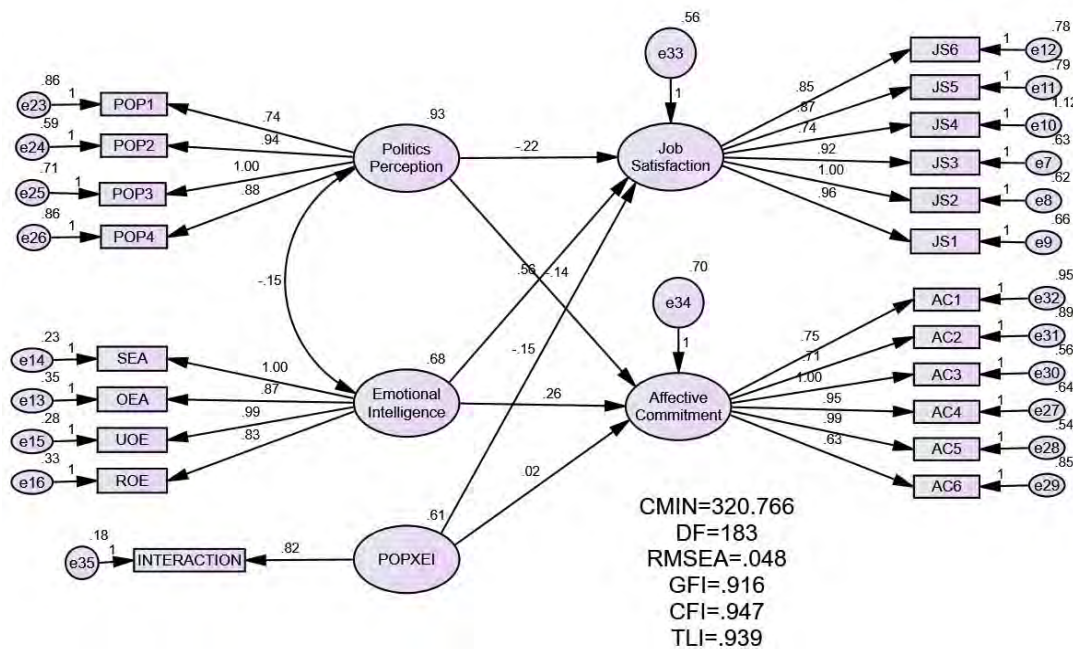 .56
e33
1
.86
e23
1
POP1
.59
e24
1
POP2
.71
e25
1
POP3
.86
e26
1
POP4
.74
.94
1.00
.88
.93
Politics
Perception
-.22
Job
Satisfaction
.85
.87
.74
.92
1.00
.96
JS6
1
.78
e12
JS5
1
.79
e11
JS4
1
1.12
e10
JS3
1
.63
e7
JS2
1
.62
e8
JS1
1
.66
e9
-.15
.56
-.14
-.15
.70
e34
1
.23
e14
1
SEA
.35
e13
1
OEA
.28
e15
1
UOE
.33
e16
1
ROE
1.00
.87
.99
.83
.68
Emotional
Intelligence
.26
Affective
Commitment
.75
.71
1.00
.95
.99
.63
AC1
1
.95
e32
AC2
1
.89
e31
AC3
1
.56
e30
AC4
1
.64
e27
AC5
1
.54
e28
AC6
1
.85
e29
.02
.18
e35
1
INTERACTION
.82
.61
POPXEI
CMIN=320.766
DF=183
RMSEA=.048
GFI=.916
CFI=.947
TLI=.939